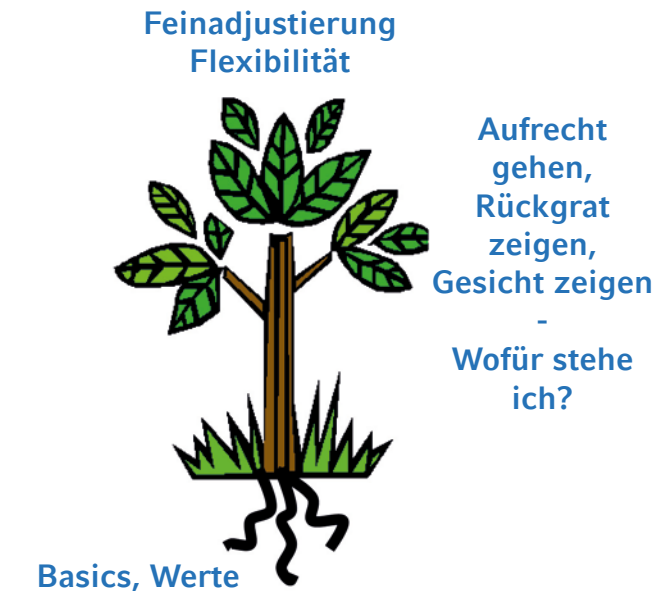 Feinadjustierung
Flexibilität
Aufrecht
gehen,
Rückgrat
zeigen,
Gesicht zeigen
-
Wofür stehe
ich?
Basics, Werte